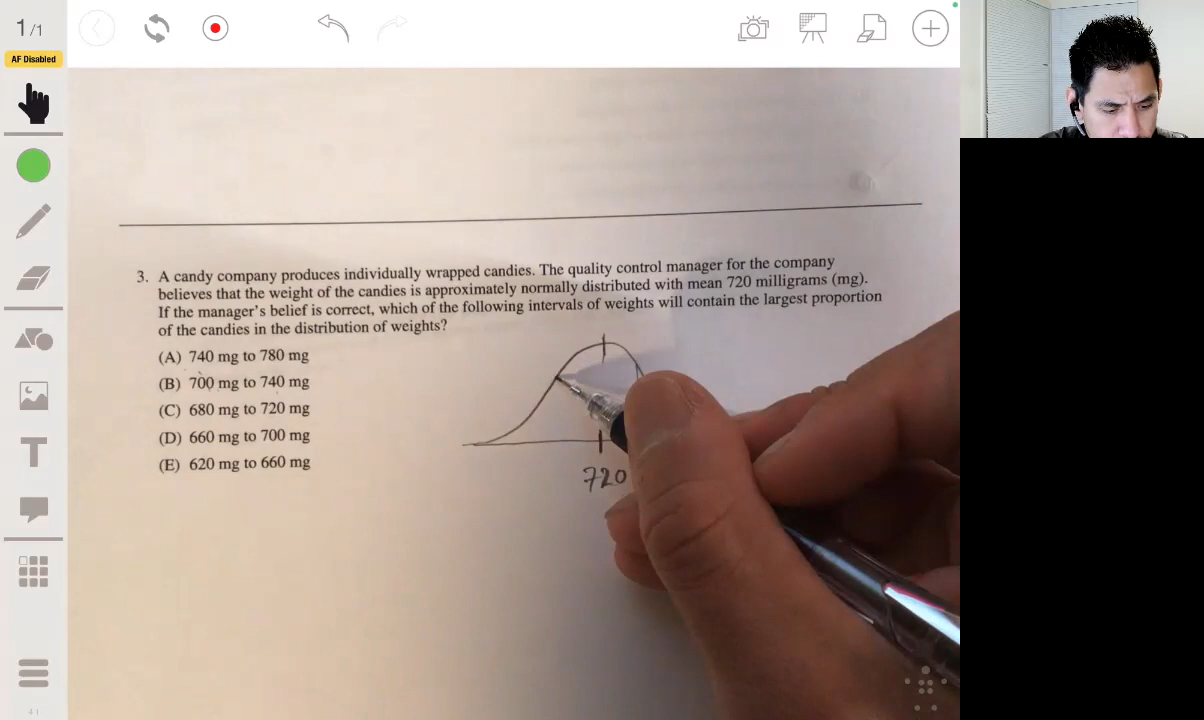 1/1
AF Disabled
T
3. A candy company produces individually wrapped candies. The quality control manager for the company
believes that the weight of the candies is approximately normally distributed with mean 720 milligrams (mg).
If the manager's belief is correct, which of the following intervals of weights will contain the largest proportion
of the candies in the distribution of weights?
(A) 740 mg to 780 mg
(B) 700 mg to 740 mg
(C) 680 mg to 720 mg
(D) 660 mg to 700 mg
(E) 620 mg to 660 mg
720